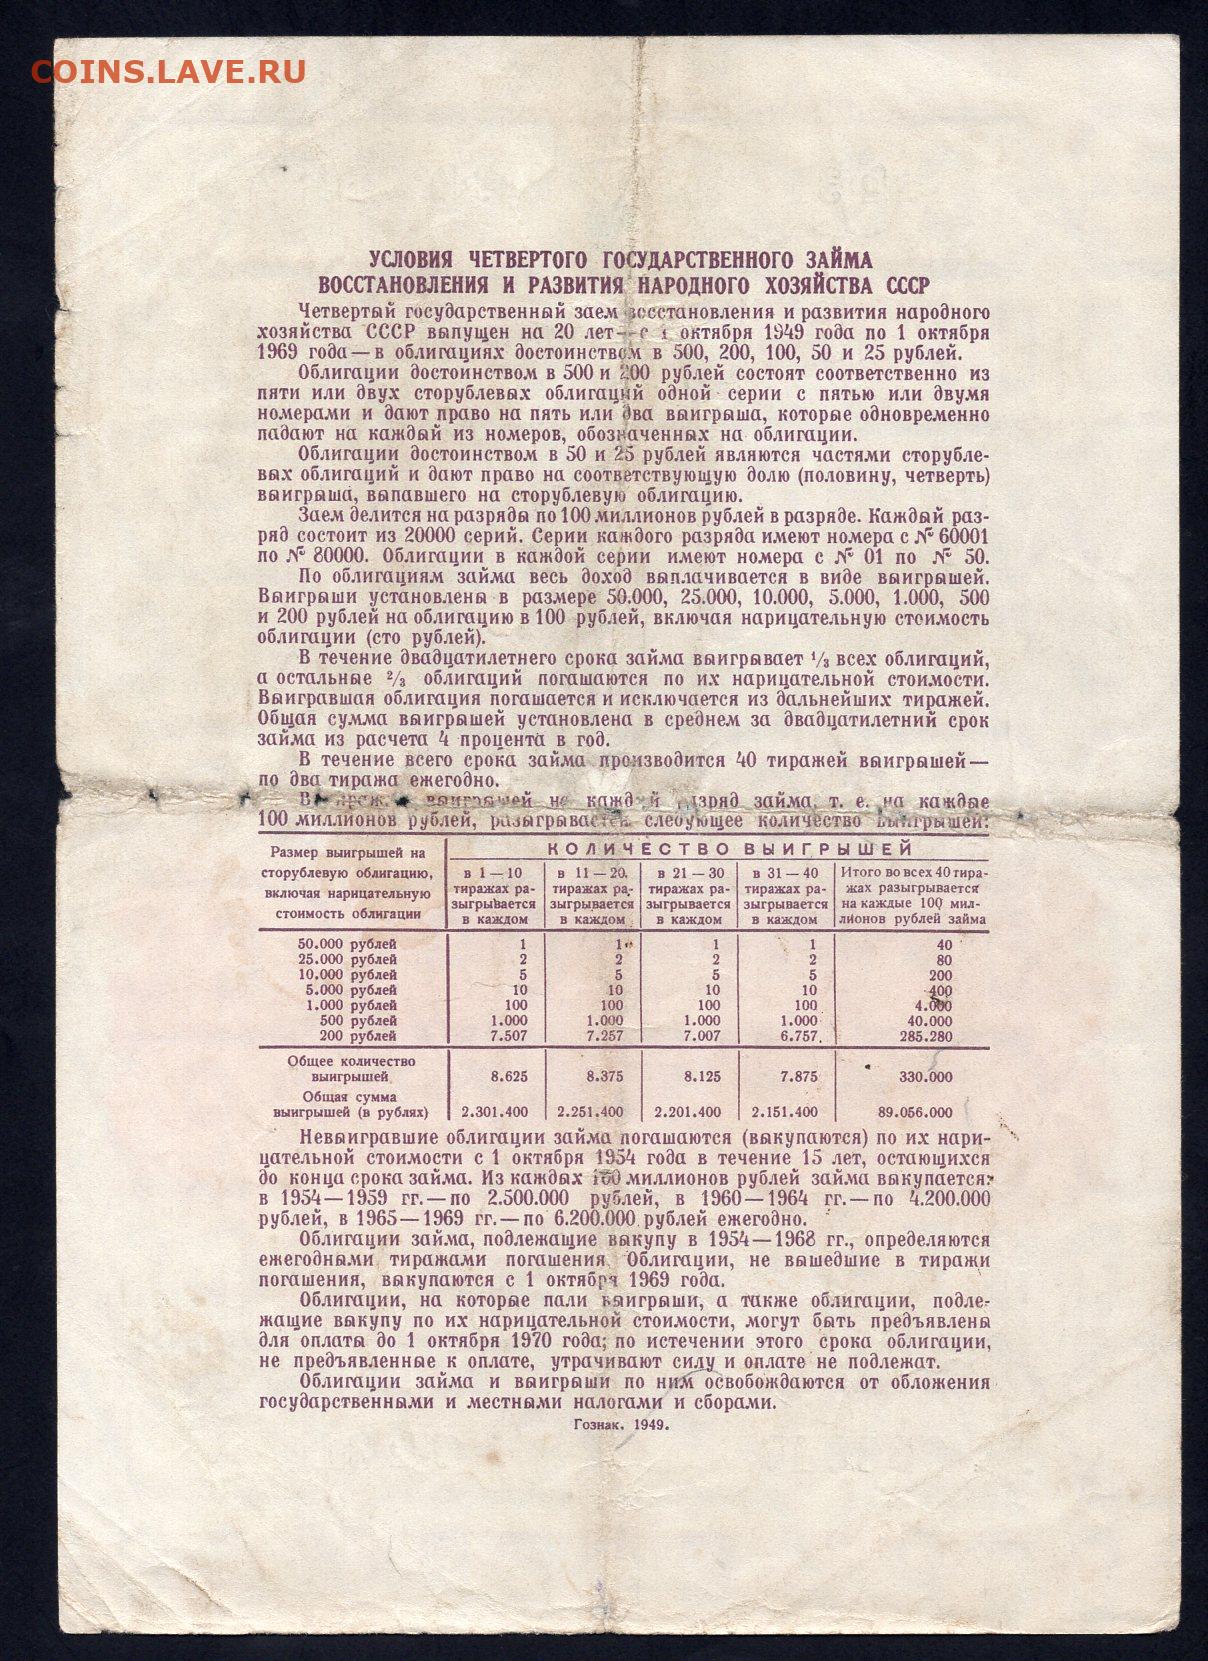 COINS.LAVE.RU
УСЛОВИЯ ЧЕТВЕРТОГО ГОСУДАРСТВЕННОГО ЗАЙМА
ВОССТАНОВЛЕНИЯ И РАЗВИТИЯ НАРОДНОГО ХОЗЯЙСТВА СССР
Четвертый государственный заем восстановления и развития народного
хозяйства СССР выпущен на 20 лет — с 1 октября 1949 года по 1 октября
1969 года — в облигациях достоинством в 500, 200, 100, 50 и 25 рублей.
Облигации достоинством в 500 и 200 рублей состоят соответственно из
пяти или двух сторублевых облигаций одной серии с пятью или двумя
номерами и дают право на пять или два выигрыша, которые одновременно
падают на каждый из номеров, обозначенных на облигации.
Облигации достоинством в 50 и 25 рублей являются частями сторубле-
вых облигаций и дают право на соответствующую долю (половину, четверть)
выигрыша, выпавшего на сторублевую облигацию.
Заем делится на разряды по 100 миллионов рублей в разряде. Каждый раз-
ряд состоит из 20000 серий. Серии каждого разряда имеют номера с № 60001
по № 80000. Облигации в каждой серии имеют номера с № 01 по № 50.
По облигациям займа весь доход выплачивается в виде выигрышей.
Выигрыши установлены в размере 50.000, 25.000, 10.000, 5.000, 1.000, 500
и 200 рублей на облигацию в 100 рублей, включая нарицательную стоимость
облигации (сто рублей).
В течение двадцатилетнего срока займа выигрывает 1/3 всех облигаций,
а остальные 2/3 облигаций погашаются по их нарицательной стоимости.
Выигравшая облигация погашается и исключается из дальнейших тиражей.
Общая сумма выигрышей установлена в среднем за двадцатилетний срок
займа из расчета 4 процента в год.
В течение всего срока займа производится 40 тиражей выигрышей —
по два тиража ежегодно.
выигрышей на каждый разряд займа, т. е. на каждые
100 миллионов рублей, разыгрывается следующее количество выигрышей:
Размер выигрышей на
сторублевую облигацию,
включая нарицательную
стоимость облигации
КОЛИЧЕСТВО ВЫИГРЫШЕЙ
в 1 — 10
тиражах ра-
зыгрывается
в каждом
в 11 — 20
тиражах ра-
зыгрывается
в каждом
в 21 — 30
тиражах ра-
зыгрывается
в каждом
в 31 — 40
тиражах ра-
зыгрывается
в каждом
Итого во всех 40 тира-
жах разыгрывается
на каждые 100 мил-
лионов рублей займа
50.000 рублей 1 1 1 1 40
25.000 рублей 2 2 2 2 80
10.000 рублей 5 5 5 5 200
5.000 рублей 10 10 10 10 400
1.000 рублей 100 100 100 100 4.000
500 рублей 1.000 1.000 1.000 1.000 40.000
200 рублей 7.507 7.257 7.007 6.757 285.280
Общее количество
выигрышей 8.625 8.375 8.125 7.875 330.000
Общая сумма
выигрышей (в рублях) 2.301.400 2.251.400 2.201.400 2.151.400 89.056.000
Невыигравшие облигации займа погашаются (выкупаются) по их нари-
цательной стоимости с 1 октября 1954 года в течение 15 лет, остающихся
до конца срока займа. Из каждых 100 миллионов рублей займа выкупается:
в 1954 — 1959 гг. — по 2.500.000 рублей, в 1960 — 1964 гг. — по 4.200.000
рублей, в 1965 — 1969 гг. — по 6.200.000 рублей ежегодно.
Облигации займа, подлежащие выкупу в 1954 — 1968 гг., определяются
ежегодными тиражами погашения. Облигации, не вышедшие в тиражи
погашения, выкупаются с 1 октября 1969 года.
Облигации, на которые пали выигрыши, а также облигации, подле-
жащие выкупу по их нарицательной стоимости, могут быть предъявлены
для оплаты до 1 октября 1970 года; по истечении этого срока облигации,
не предъявленные к оплате, утрачивают силу и оплате не подлежат.
Облигации займа и выигрыши по ним освобождаются от обложения
государственными и местными налогами и сборами.
Гознак. 1949.